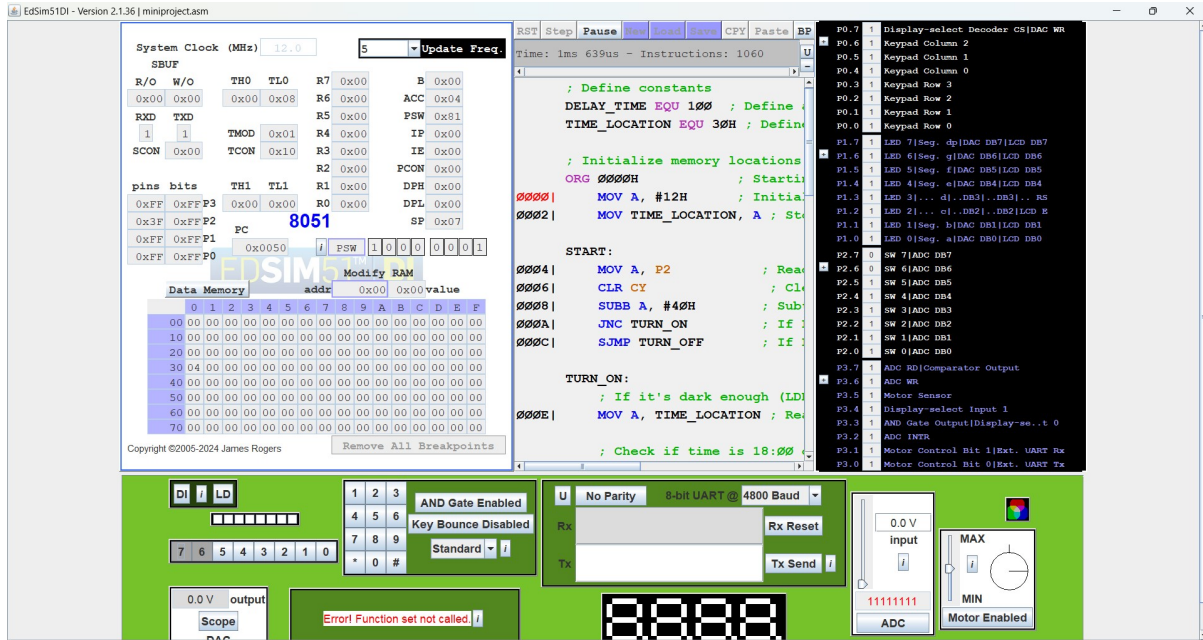 EdSim51DI - Version 2.1.36 | miniproject.asm
System Clock (MHz) 12.0 5 Update Freq.
SBUF
R/O W/O TH0 TL0 R7 0x00 B 0x00
0x00 0x00 0x00 0x08 R6 0x00 ACC 0x04
RXD TXD R5 0x00 PSW 0x81
1 1 TMOD 0x01 R4 0x00 IP 0x00
SCON 0x00 TCON 0x10 R3 0x00 IE 0x00
R2 0x00 PCON 0x00
pins bits TH1 TL1 R1 0x00 DPH 0x00
0xFF 0xFF P3 0x00 0x00 R0 0x00 DPL 0x00
0x3F 0xFF P2 8051 SP 0x07
0xFF 0xFF P1 PC
0xFF 0xFF P0 0x0050 i PSW 1 0 0 0 0 0 0 1
EDSIM51™
Modify RAM
Data Memory addr 0x00 0x00 value
0 1 2 3 4 5 6 7 8 9 A B C D E F
00 00 00 00 00 00 00 00 00 00 00 00 00 00 00 00 00
10 00 00 00 00 00 00 00 00 00 00 00 00 00 00 00 00
20 00 00 00 00 00 00 00 00 00 00 00 00 00 00 00 00
30 04 00 00 00 00 00 00 00 00 00 00 00 00 00 00 00
40 00 00 00 00 00 00 00 00 00 00 00 00 00 00 00 00
50 00 00 00 00 00 00 00 00 00 00 00 00 00 00 00 00
60 00 00 00 00 00 00 00 00 00 00 00 00 00 00 00 00
70 00 00 00 00 00 00 00 00 00 00 00 00 00 00 00 00
Copyright ©2005-2024 James Rogers Remove All Breakpoints
RST Step Pause New Load Save CPY Paste BP
Time: 1ms 639us - Instructions: 1060 U
; Define constants
DELAY_TIME EQU 100 ; Define
TIME_LOCATION EQU 30H ; Defin
; Initialize memory locations
ORG 0000H ; Starti
0000| MOV A, #12H ; Initia
0002| MOV TIME_LOCATION, A ; Sto
START:
0004| MOV A, P2 ; Rea
0006| CLR CY ; Cl
0008| SUBB A, #40H ; Sub
000A| JNC TURN_ON ; If
000C| SJMP TURN_OFF ; If
TURN_ON:
; If it's dark enough (LD
000E| MOV A, TIME_LOCATION ; Re
; Check if time is 18:00
P0.7 1 Display-select Decoder CS|DAC WR
P0.6 1 Keypad Column 2
P0.5 1 Keypad Column 1
P0.4 1 Keypad Column 0
P0.3 1 Keypad Row 3
P0.2 1 Keypad Row 2
P0.1 1 Keypad Row 1
P0.0 1 Keypad Row 0
P1.7 1 LED 7|Seg. dp|DAC DB7|LCD DB7
P1.6 1 LED 6|Seg. g|DAC DB6|LCD DB6
P1.5 1 LED 5|Seg. f|DAC DB5|LCD DB5
P1.4 1 LED 4|Seg. e|DAC DB4|LCD DB4
P1.3 1 LED 3|... d|..DB3|..DB3|.. RS
P1.2 1 LED 2|... c|..DB2|..DB2|LCD E
P1.1 1 LED 1|Seg. b|DAC DB1|LCD DB1
P1.0 1 LED 0|Seg. a|DAC DB0|LCD DB0
P2.7 0 SW 7|ADC DB7
P2.6 0 SW 6|ADC DB6
P2.5 1 SW 5|ADC DB5
P2.4 1 SW 4|ADC DB4
P2.3 1 SW 3|ADC DB3
P2.2 1 SW 2|ADC DB2
P2.1 1 SW 1|ADC DB1
P2.0 1 SW 0|ADC DB0
P3.7 1 ADC RD|Comparator Output
P3.6 1 ADC WR
P3.5 1 Motor Sensor
P3.4 1 Display-select Input 1
P3.3 1 AND Gate Output|Display-se..t 0
P3.2 1 ADC INTR
P3.1 1 Motor Control Bit 1|Ext. UART Rx
P3.0 1 Motor Control Bit 0|Ext. UART Tx
DI i LD
7 6 5 4 3 2 1 0
1 2 3
4 5 6
7 8 9
* 0 #
AND Gate Enabled
Key Bounce Disabled
Standard i
U No Parity 8-bit UART @ 4800 Baud
Rx Rx Reset
Tx Tx Send i
0.0 V
input
i
11111111
ADC
MAX
i
MIN
Motor Enabled
0.0 V output
Scope
DAC
Error! Function set not called. i
8888